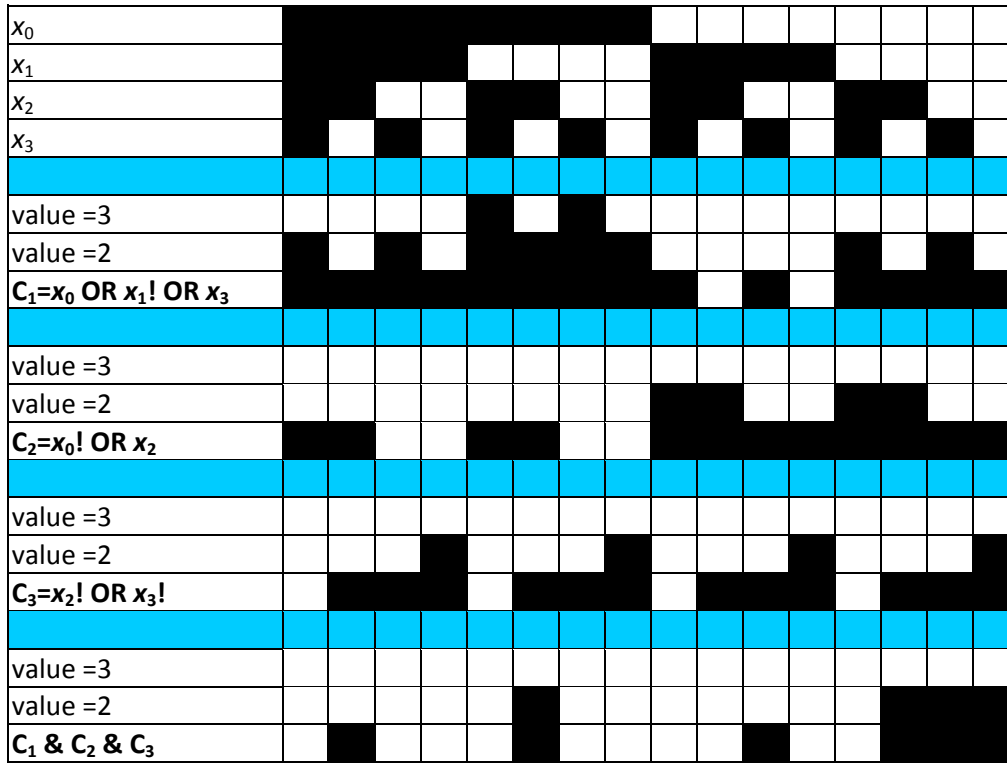 x₀
x₁
x₂
x₃
value =3
value =2
C₁=x₀ OR x₁! OR x₃
value =3
value =2
C₂=x₀! OR x₂
value =3
value =2
C₃=x₂! OR x₃!
value =3
value =2
C₁ & C₂ & C₃